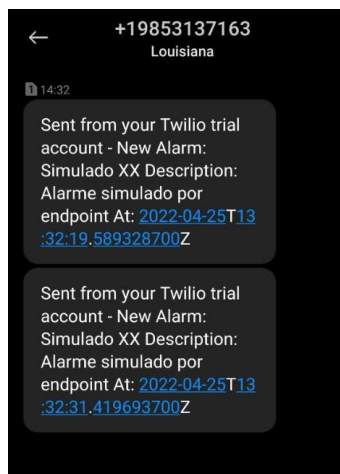 +19853137163
Louisiana
1 14:32
Sent from your Twilio trial
account - New Alarm:
Simulado XX Description:
Alarme simulado por
endpoint At: 2022-04-25T13
:32:19.589328700Z
Sent from your Twilio trial
account - New Alarm:
Simulado XX Description:
Alarme simulado por
endpoint At: 2022-04-25T13
:32:31.419693700Z